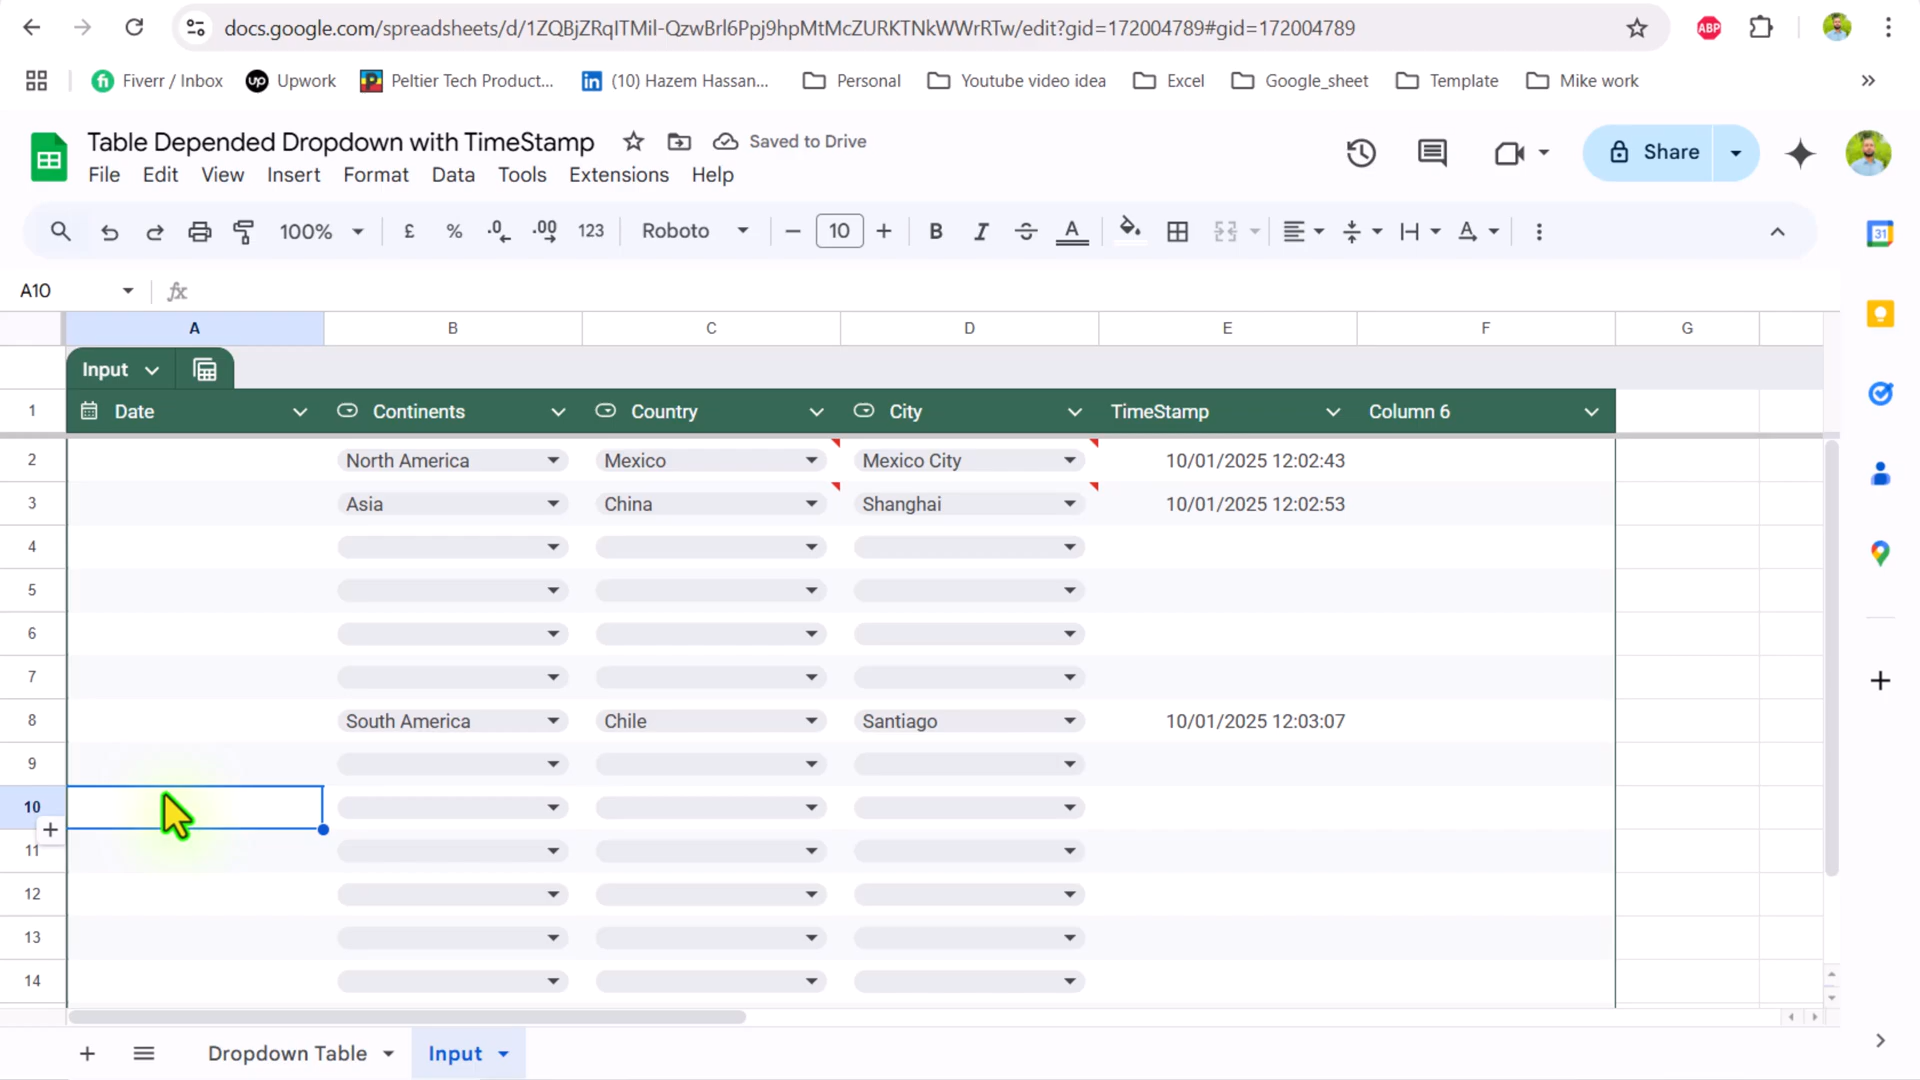 docs.google.com/spreadsheets/d/1ZQBjZRqITMil-QzwBrl6Ppj9hpMtMcZURKTNkWWrRTw/edit?gid=172004789#gid=172004789
ABP
Fiverr / Inbox
up Upwork
Peltier Tech Product...
in (10) Hazem Hassan...
Personal
Youtube video idea
Excel
Google_sheet
Template
Mike work
Table Depended Dropdown with TimeStamp
Saved to Drive
Share
File Edit View Insert Format Data Tools Extensions Help
100% £ % .0 .00 123 Roboto 10 B I S A
31
A10 fx
A B C D E F G
Input
1 Date Continents Country City TimeStamp Column 6
2 North America Mexico Mexico City 10/01/2025 12:02:43
3 Asia China Shanghai 10/01/2025 12:02:53
4
5
6
7
8 South America Chile Santiago 10/01/2025 12:03:07
9
10
11
12
13
14
Dropdown Table Input